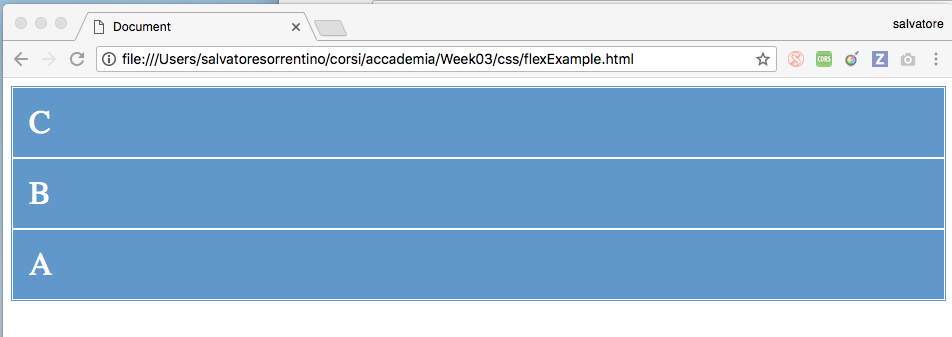 Document
salvatore
file:///Users/salvatoresorrentino/corsi/accademia/Week03/css/flexExample.html
CORS
Z
C
B
A